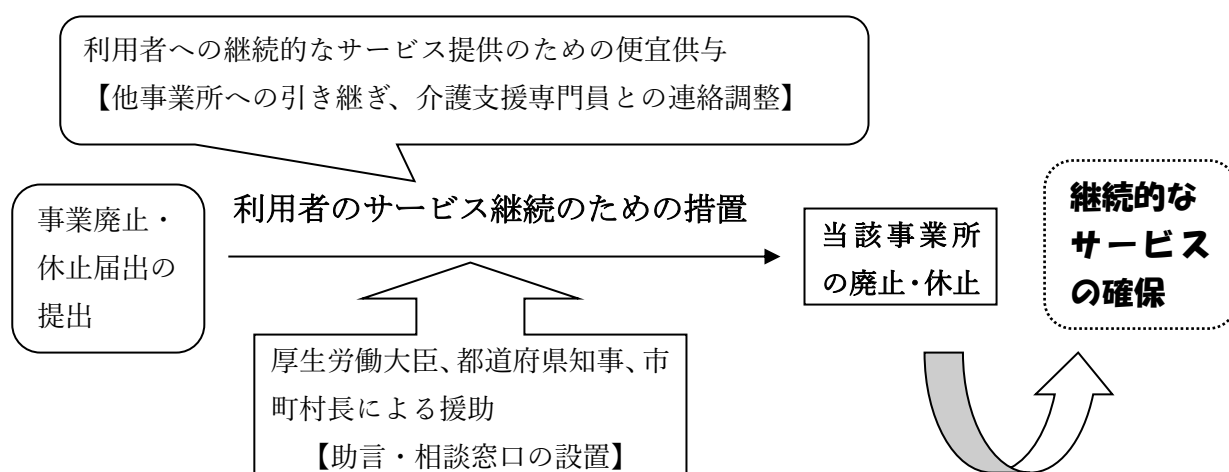 利用者への継続的なサービス提供のための便宜供与
【他事業所への引き継ぎ、介護支援専門員との連絡調整】
事業廃止・
休止届出の
提出
利用者のサービス継続のための措置
当該事業所
の廃止・休止
継続的な
サービス
の確保
厚生労働大臣、都道府県知事、市
町村長による援助
【助言・相談窓口の設置】